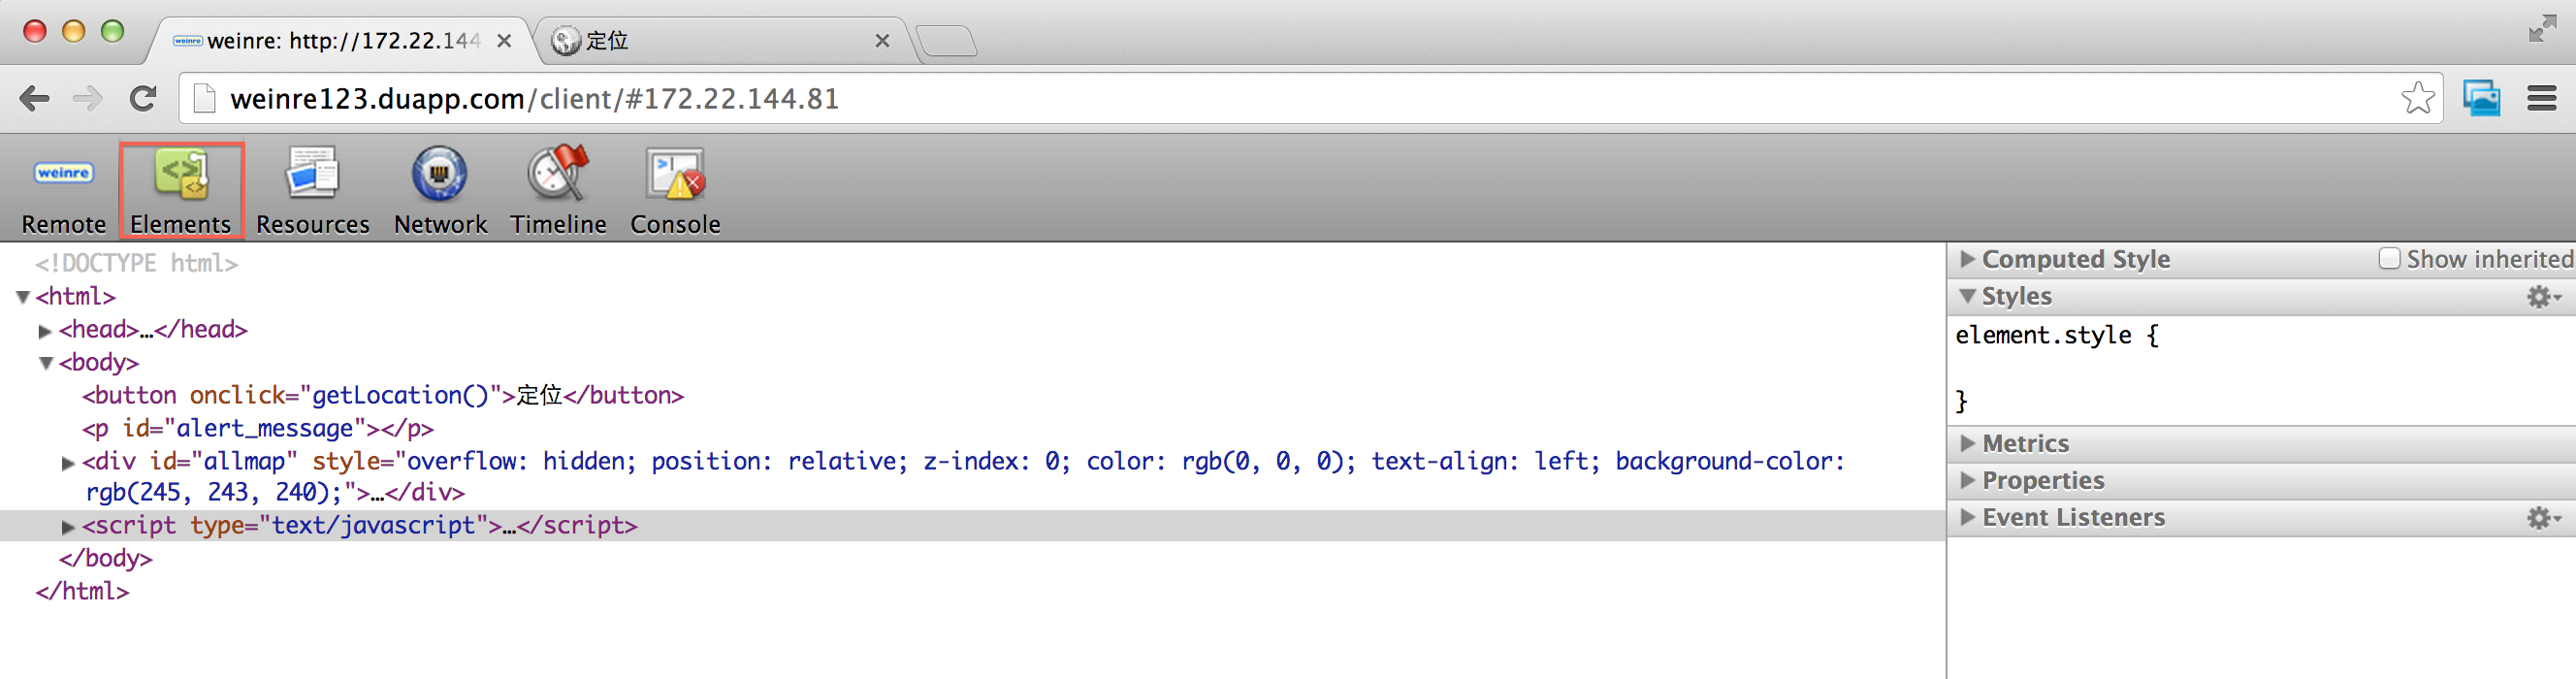 weinre: http://172.22.144
定位
weinre123.duapp.com/client/#172.22.144.81
weinre
Remote
Elements
Resources
Network
Timeline
Console
<!DOCTYPE html>
<html>
<head>…</head>
<body>
<button onclick="getLocation()">定位</button>
<p id="alert_message"></p>
<div id="allmap" style="overflow: hidden; position: relative; z-index: 0; color: rgb(0, 0, 0); text-align: left; background-color:
rgb(245, 243, 240);">…</div>
<script type="text/javascript">…</script>
</body>
</html>
Computed Style
Show inherited
Styles
element.style {
}
Metrics
Properties
Event Listeners